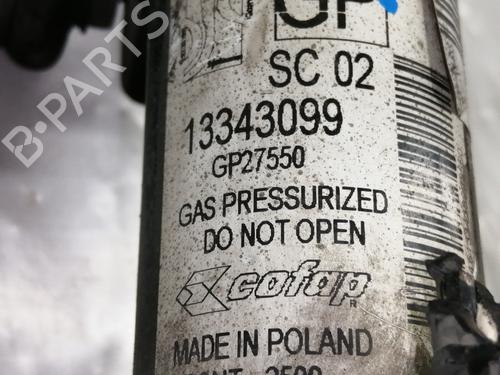 GP
SC 02
13343099
GP27550
GAS PRESSURIZED
DO NOT OPEN
cofap
R
MADE IN POLAND
B-PARTS